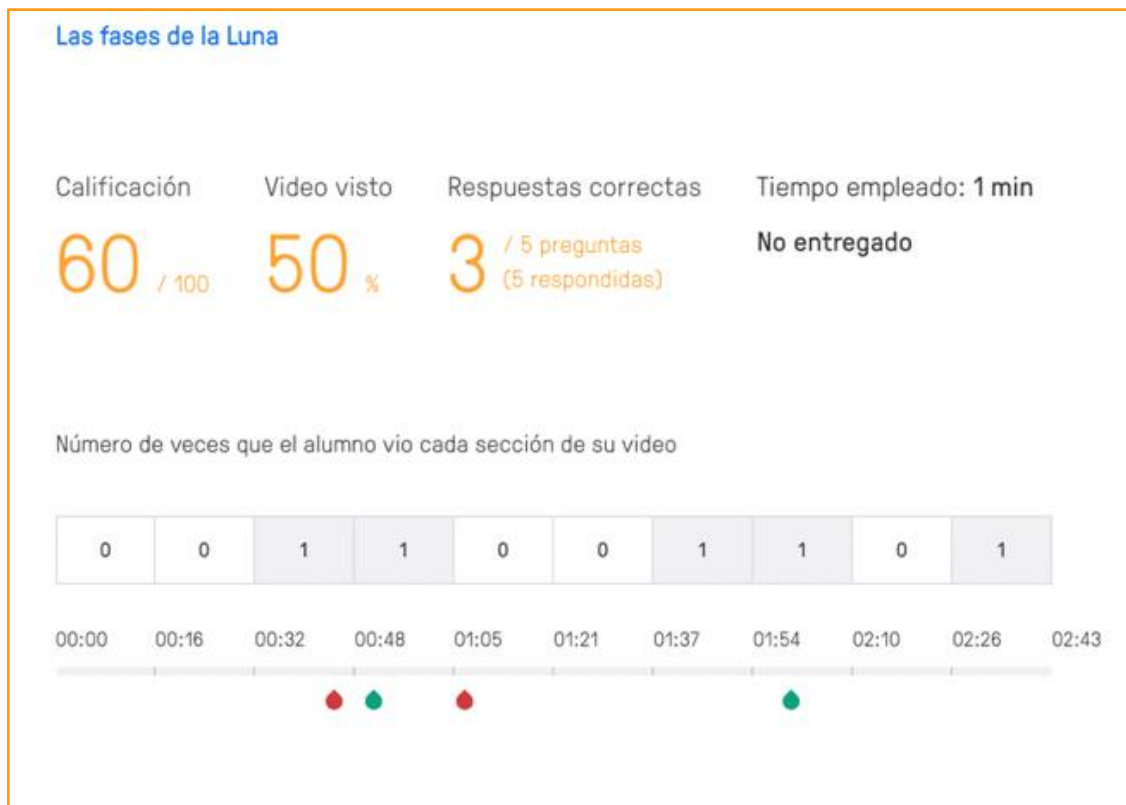 Las fases de la Luna
Calificación Video visto Respuestas correctas Tiempo empleado: 1 min
60 / 100 50 % 3 / 5 preguntas (5 respondidas) No entregado
Número de veces que el alumno vio cada sección de su video
0 0 1 1 0 0 1 1 0 1
00:00 00:16 00:32 00:48 01:05 01:21 01:37 01:54 02:10 02:26 02:43